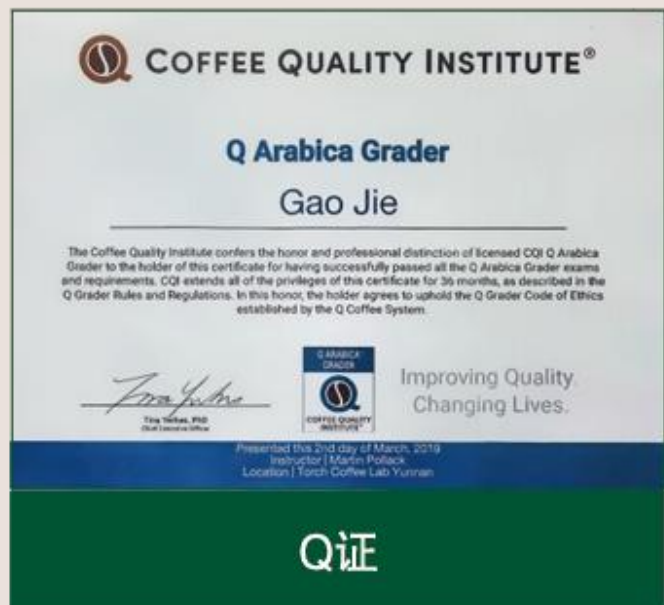 COFFEE QUALITY INSTITUTE®
Q Arabica Grader
Gao Jie
The Coffee Quality Institute confers the honor and professional distinction of licensed CQI Q Arabica
Grader to the holder of this certificate for having successfully passed all the Q Arabica Grader exams
and requirements. CQI extends all of the privileges of this certificate for 36 months, as described in the
Q Grader Rules and Regulations. In this honor, the holder agrees to uphold the Q Grader Code of Ethics
established by the Q Coffee System.
Tina Yerkes, PhD
Chief Executive Officer
Q ARABICA
GRADER
COFFEE QUALITY
INSTITUTE
Improving Quality.
Changing Lives.
Presented this 2nd day of March, 2019
Instructor | Martin Pollack
Location | Torch Coffee Lab Yunnan
Q证